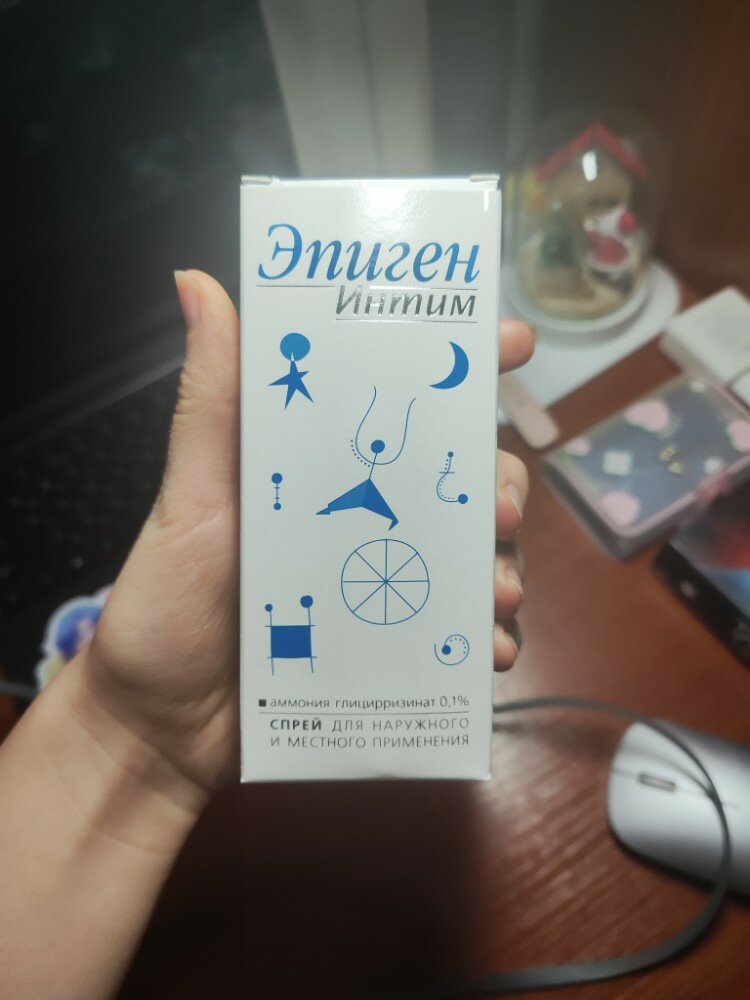 Эпиген
Интим
аммония глицирризинат 0,1%
СПРЕЙ ДЛЯ НАРУЖНОГО
И МЕСТНОГО ПРИМЕНЕНИЯ